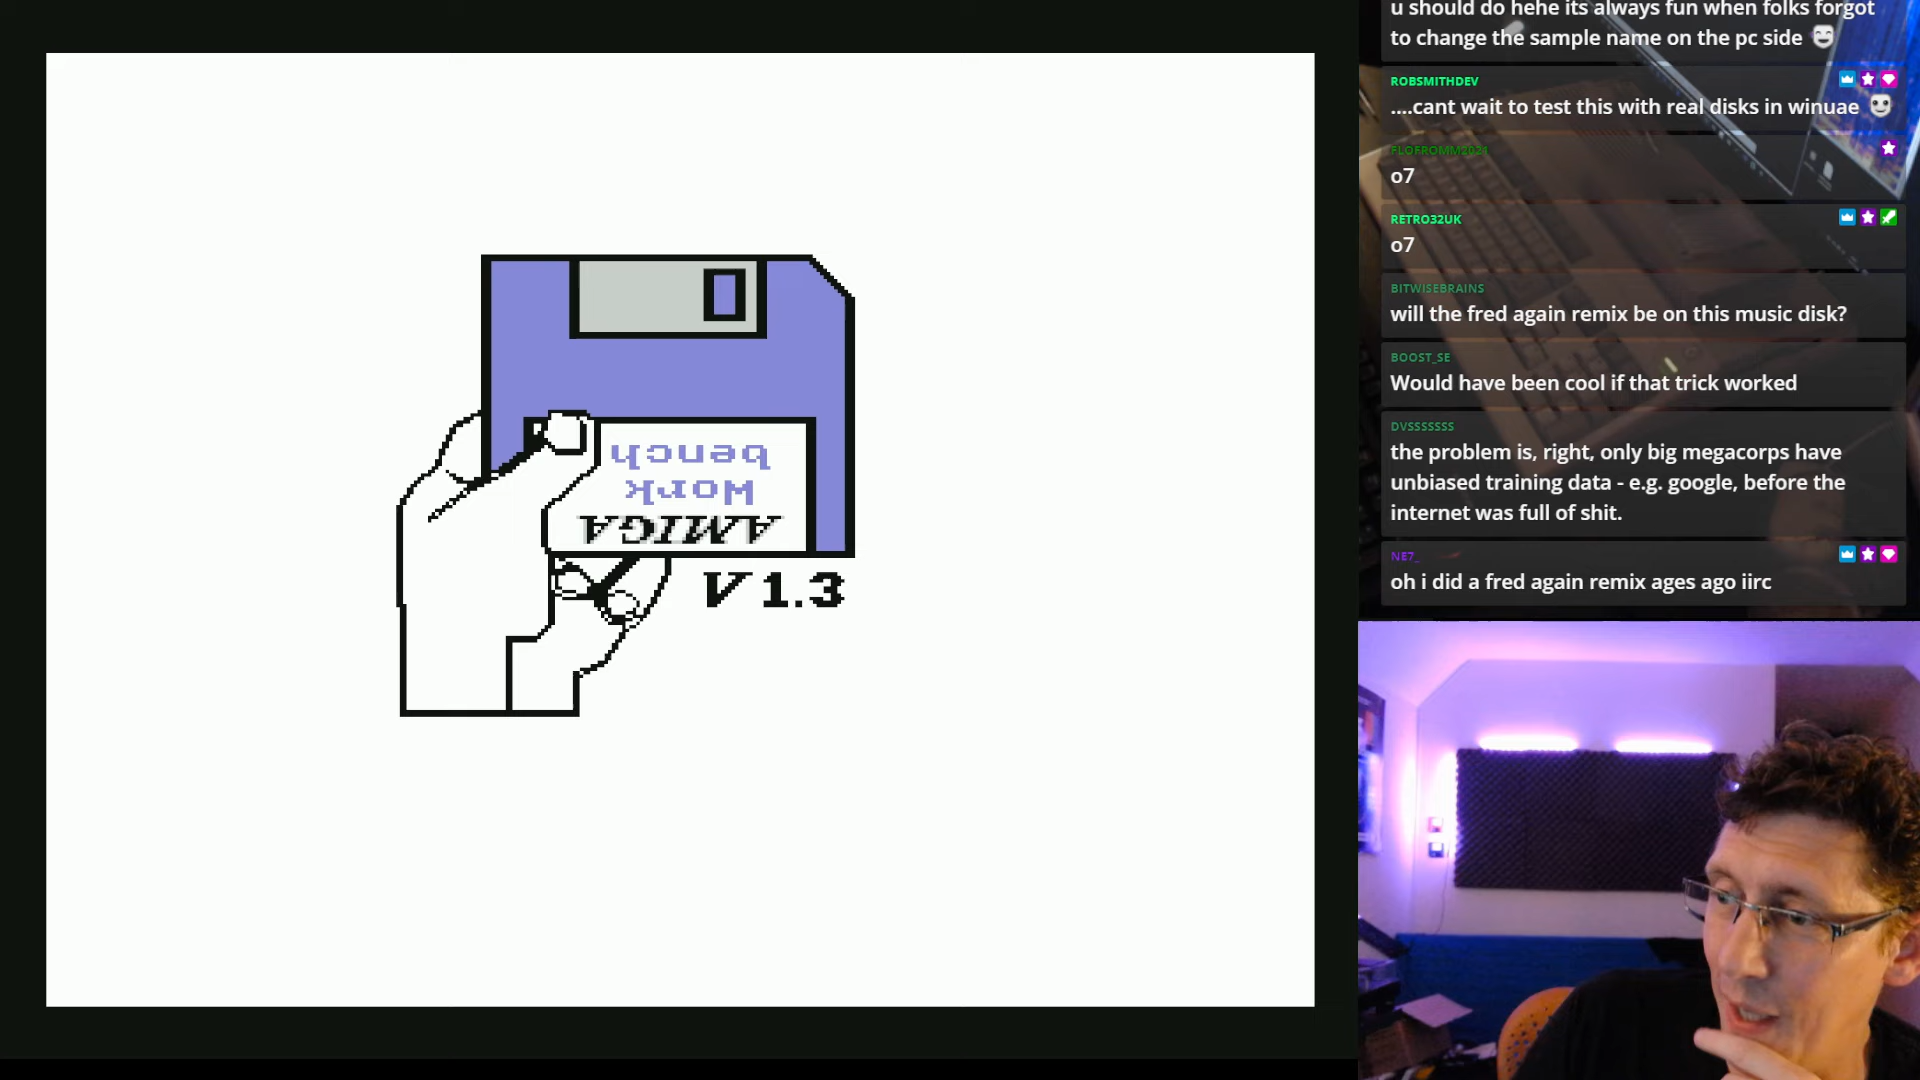 bench
Work
AMIGA
V 1.3
u should do hehe its always fun when folks forgot
to change the sample name on the pc side
ROBSMITHDEV
....cant wait to test this with real disks in winuae
FLOFROMM2021
o7
RETRO32UK
o7
BITWISEBRAINS
will the fred again remix be on this music disk?
BOOST_SE
Would have been cool if that trick worked
DVSSSSSSS
the problem is, right, only big megacorps have
unbiased training data - e.g. google, before the
internet was full of shit.
NE7_
oh i did a fred again remix ages ago iirc